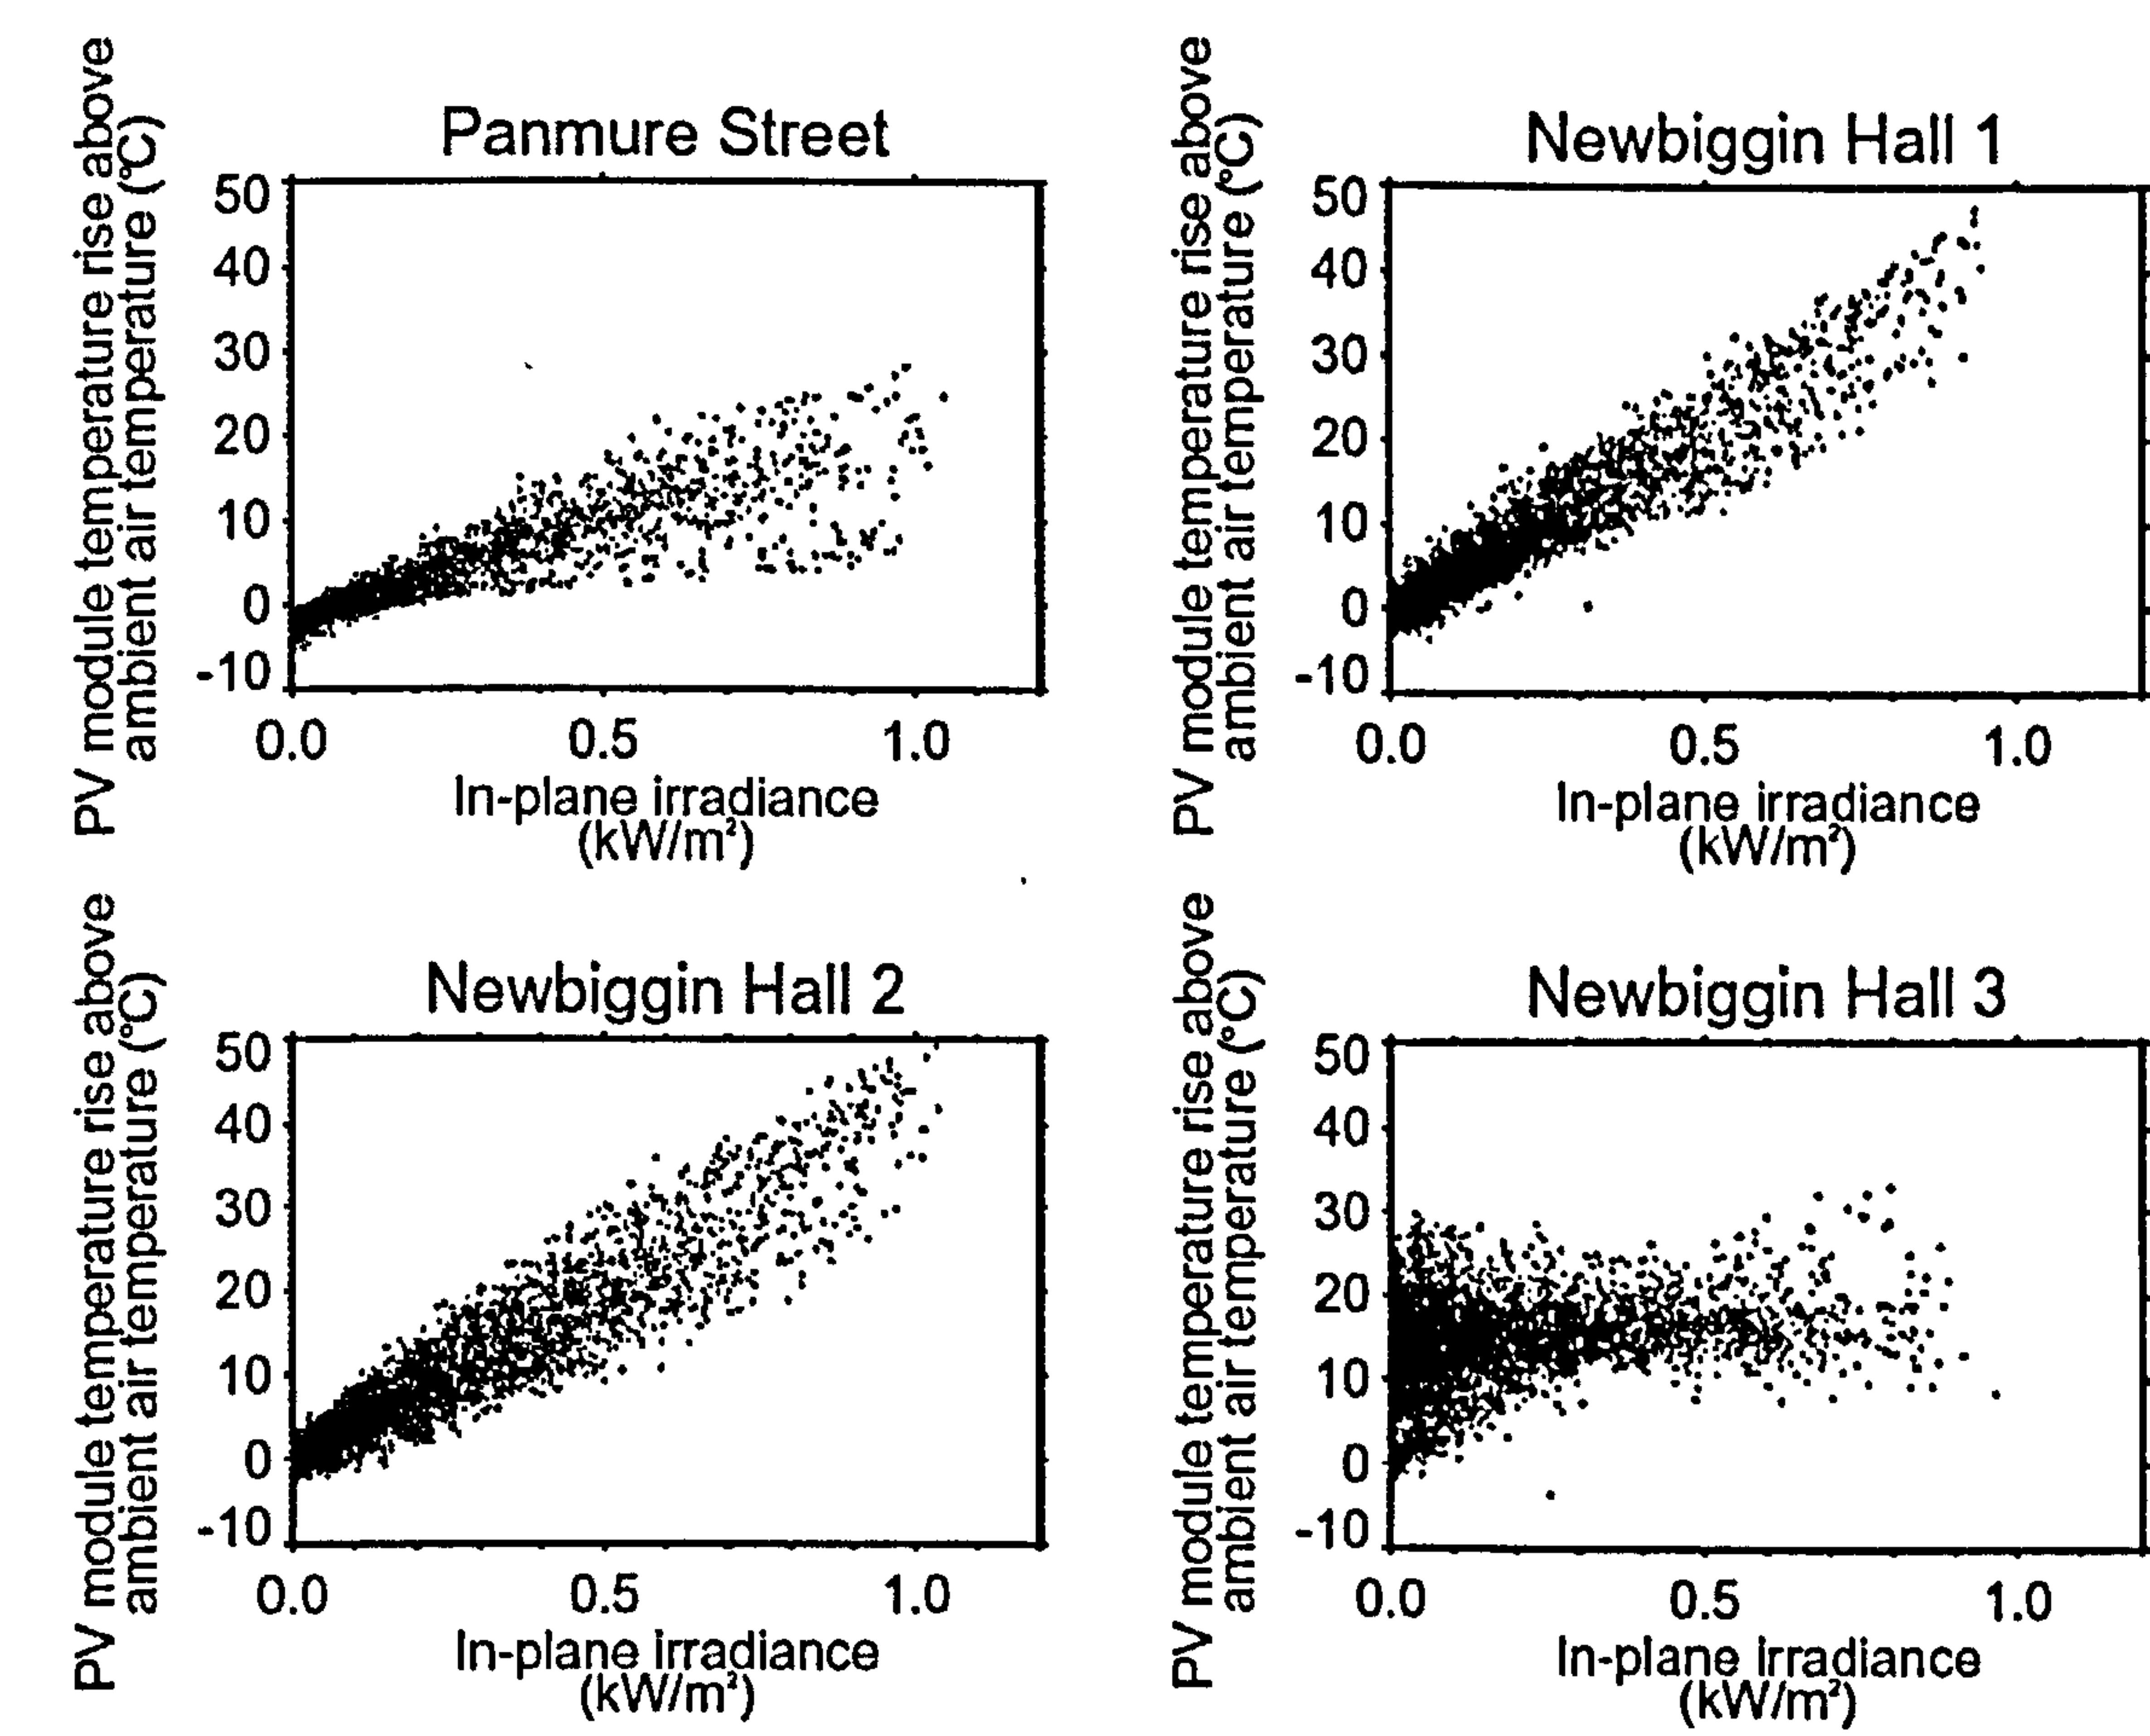 Panmure Street
PV module temperature rise above
ambient air temperature (°C)
50
40
30
20
10
0
-10
0.0 0.5 1.0
In-plane irradiance
(kW/m²)
Newbiggin Hall 1
PV module temperature rise above
ambient air temperature (°C)
50
40
30
20
10
0
-10
0.0 0.5 1.0
In-plane irradiance
(kW/m²)
Newbiggin Hall 2
PV module temperature rise above
ambient air temperature (°C)
50
40
30
20
10
0
-10
0.0 0.5 1.0
In-plane irradiance
(kW/m²)
Newbiggin Hall 3
PV module temperature rise above
ambient air temperature (°C)
50
40
30
20
10
0
-10
0.0 0.5 1.0
In-plane irradiance
(kW/m²)